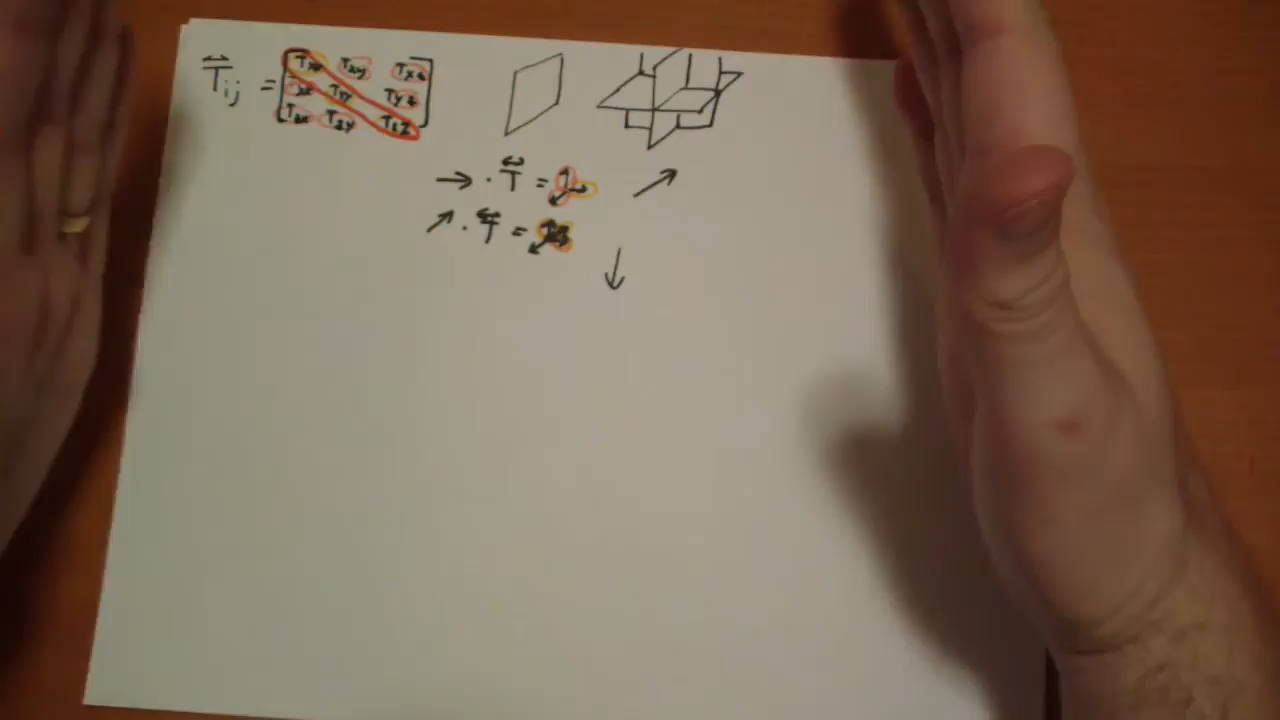 T⃡ij = [Txx Txy Txz
Tyx Tyy Tyz
Tzx Tzy Tzz]
→ · T⃡ =
↗ · T⃡ =